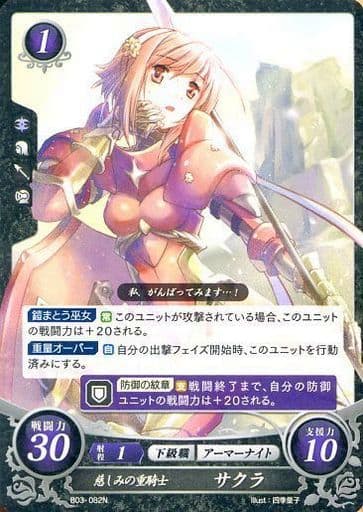 1
私、がんばってみます…！
鎧まとう巫女 常 このユニットが攻撃されている場合、このユニット
の戦闘力は＋20される。
重量オーバー 自 自分の出撃フェイズ開始時、このユニットを行動
済みにする。
防御の紋章 支 戦闘終了まで、自分の防御
ユニットの戦闘力は＋20される。
戦闘力 30
射程 1
下級職
アーマーナイト
支援力 10
慈しみの重騎士 サクラ
B03-082N
Illust：四季童子